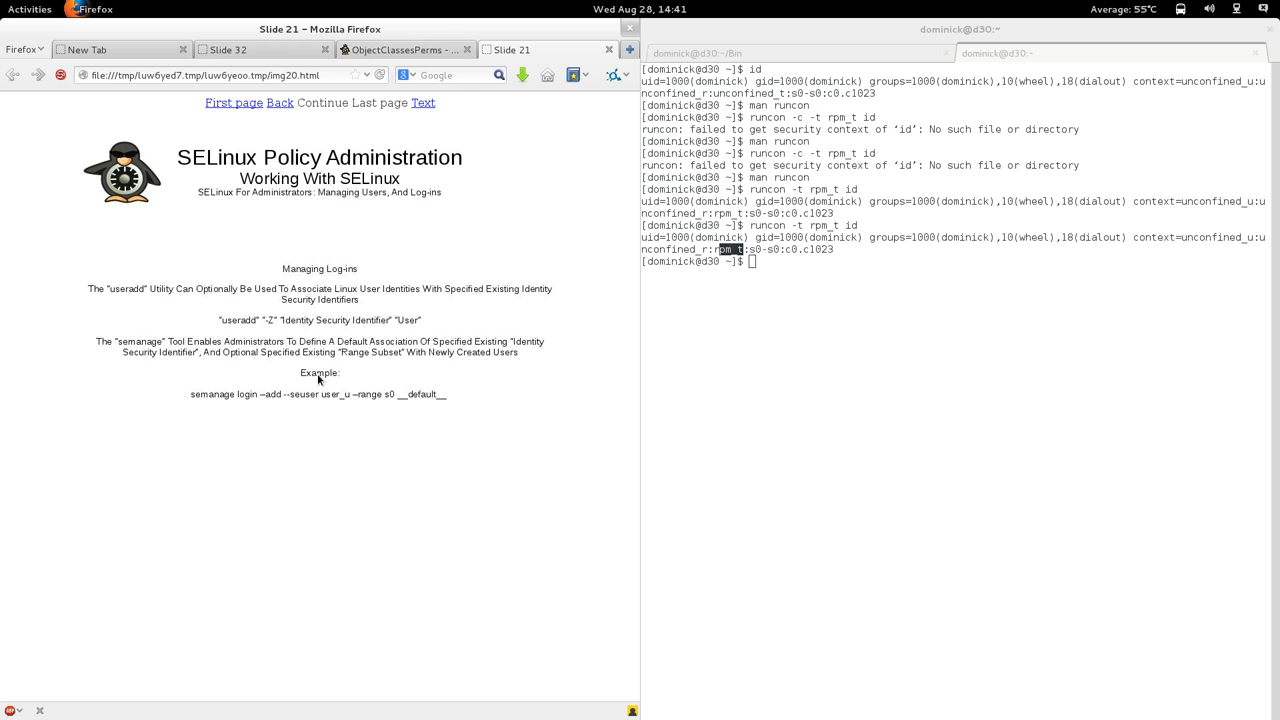 Activities Firefox Wed Aug 28, 14:41 Average: 55°C
Slide 21 - Mozilla Firefox
Firefox New Tab Slide 32 ObjectClassesPerms - ... Slide 21
file:///tmp/luw6yed7.tmp/luw6yeoo.tmp/img20.html Google
First page Back Continue Last page Text
SELinux Policy Administration
Working With SELinux
SELinux For Administrators: Managing Users, And Log-ins
Managing Log-ins
The "useradd" Utility Can Optionally Be Used To Associate Linux User Identities With Specified Existing Identity
Security Identifiers
"useradd" "-Z" "Identity Security Identifier" "User"
The "semanage" Tool Enables Administrators To Define A Default Association Of Specified Existing "Identity
Security Identifier", And Optional Specified Existing "Range Subset" With Newly Created Users
Example:
semanage login –add --seuser user_u –range s0 __default__
ABP
dominick@d30:~
dominick@d30:~/Bin dominick@d30:~
[dominick@d30 ~]$ id
uid=1000(dominick) gid=1000(dominick) groups=1000(dominick),10(wheel),18(dialout) context=unconfined_u:u
nconfined_r:unconfined_t:s0-s0:c0.c1023
[dominick@d30 ~]$ man runcon
[dominick@d30 ~]$ runcon -c -t rpm_t id
runcon: failed to get security context of ‘id’: No such file or directory
[dominick@d30 ~]$ man runcon
[dominick@d30 ~]$ runcon -c -t rpm_t id
runcon: failed to get security context of ‘id’: No such file or directory
[dominick@d30 ~]$ man runcon
[dominick@d30 ~]$ runcon -t rpm_t id
uid=1000(dominick) gid=1000(dominick) groups=1000(dominick),10(wheel),18(dialout) context=unconfined_u:u
nconfined_r:rpm_t:s0-s0:c0.c1023
[dominick@d30 ~]$ runcon -t rpm_t id
uid=1000(dominick) gid=1000(dominick) groups=1000(dominick),10(wheel),18(dialout) context=unconfined_u:u
nconfined_r:rpm_t:s0-s0:c0.c1023
[dominick@d30 ~]$